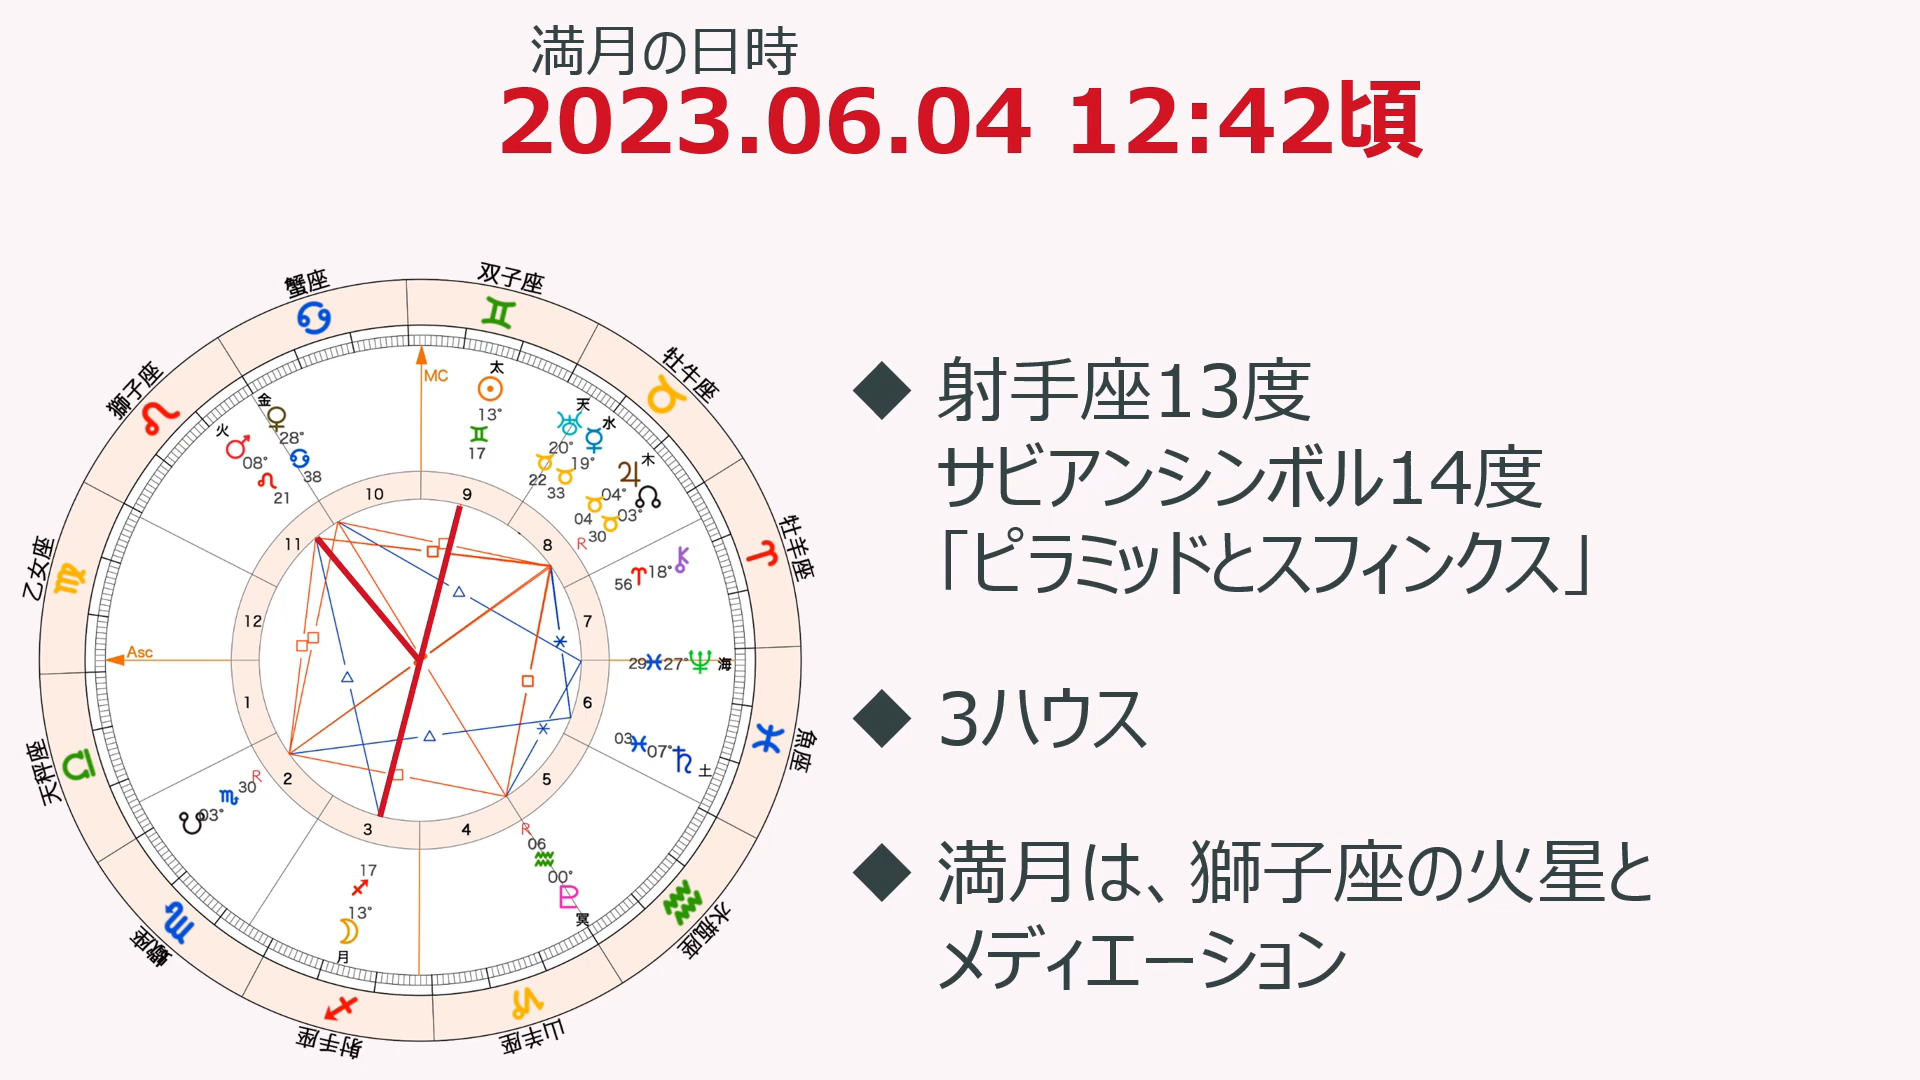 満月の日時
2023.06.04 12:42頃
◆ 射手座13度
サビアンシンボル14度
「ピラミッドとスフィンクス」
◆ 3ハウス
◆ 満月は、獅子座の火星と
メディエーション
双子座
蟹座
獅子座
乙女座
天秤座
射手座
山羊座
水瓶座
魚座
牡羊座
牡牛座
MC
Asc
太
13°
17
天
20°
22
水
19°
33
木
04°
04
03°
30
R
56
18°
29
27°
海
03
07°
土
R
06
00°
冥
17
13°
月
R
30
03°
火
08°
21
金
28°
38
1
2
3
4
5
6
7
8
9
10
11
12